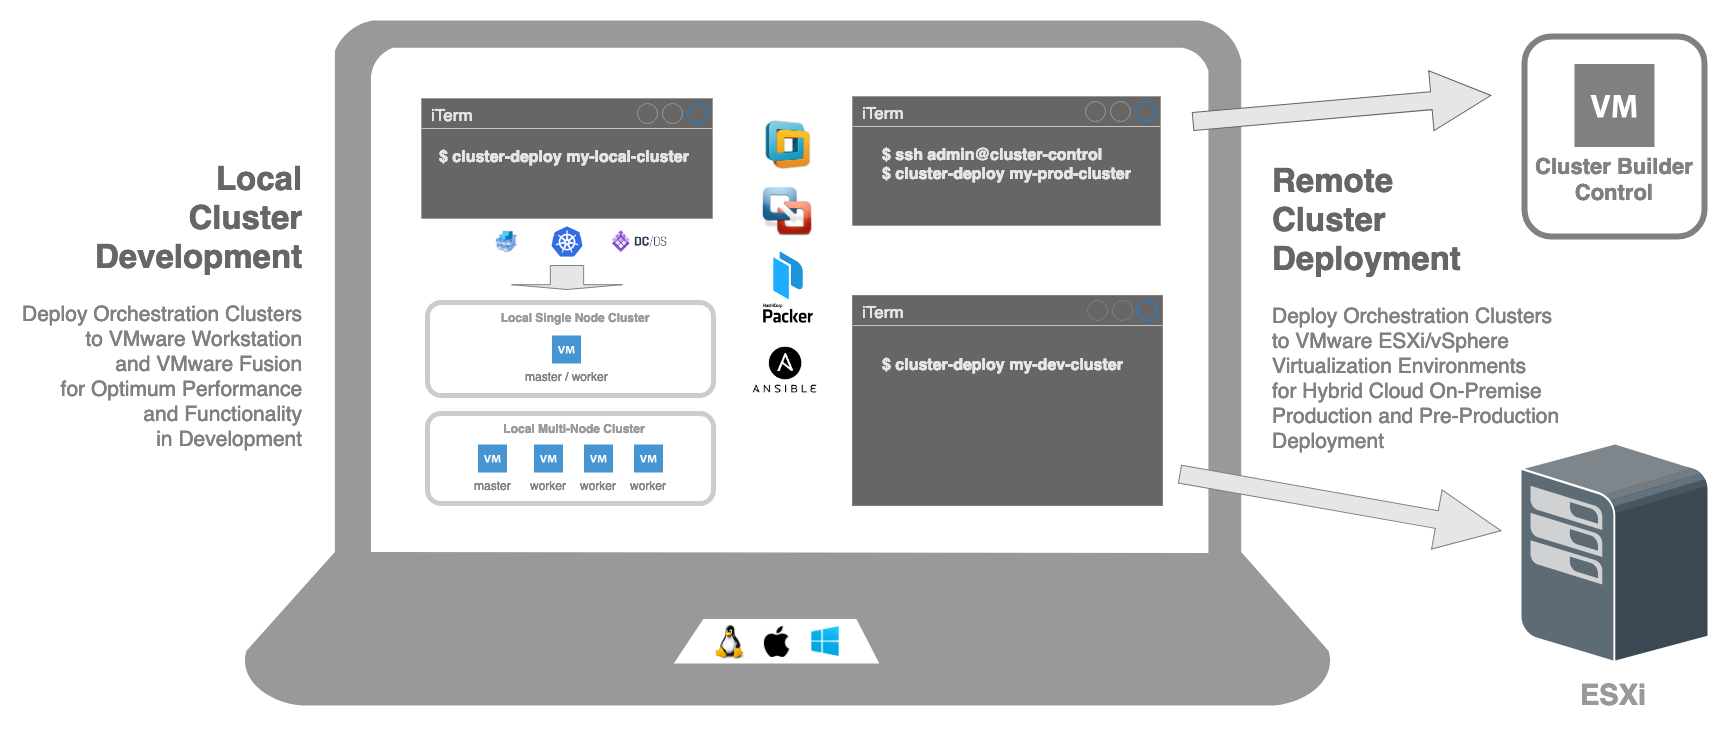 Local
Cluster
Development
Deploy Orchestration Clusters
to VMware Workstation
and VMware Fusion
for Optimum Performance
and Functionality
in Development
iTerm
$ cluster-deploy my-local-cluster
DC/OS
Local Single Node Cluster
VM
master / worker
Local Multi-Node Cluster
VM VM VM VM
master worker worker worker
HashiCorp
Packer
ANSIBLE
iTerm
$ ssh admin@cluster-control
$ cluster-deploy my-prod-cluster
iTerm
$ cluster-deploy my-dev-cluster
Remote
Cluster
Deployment
Deploy Orchestration Clusters
to VMware ESXi/vSphere
Virtualization Environments
for Hybrid Cloud On-Premise
Production and Pre-Production
Deployment
VM
Cluster Builder
Control
ESXi